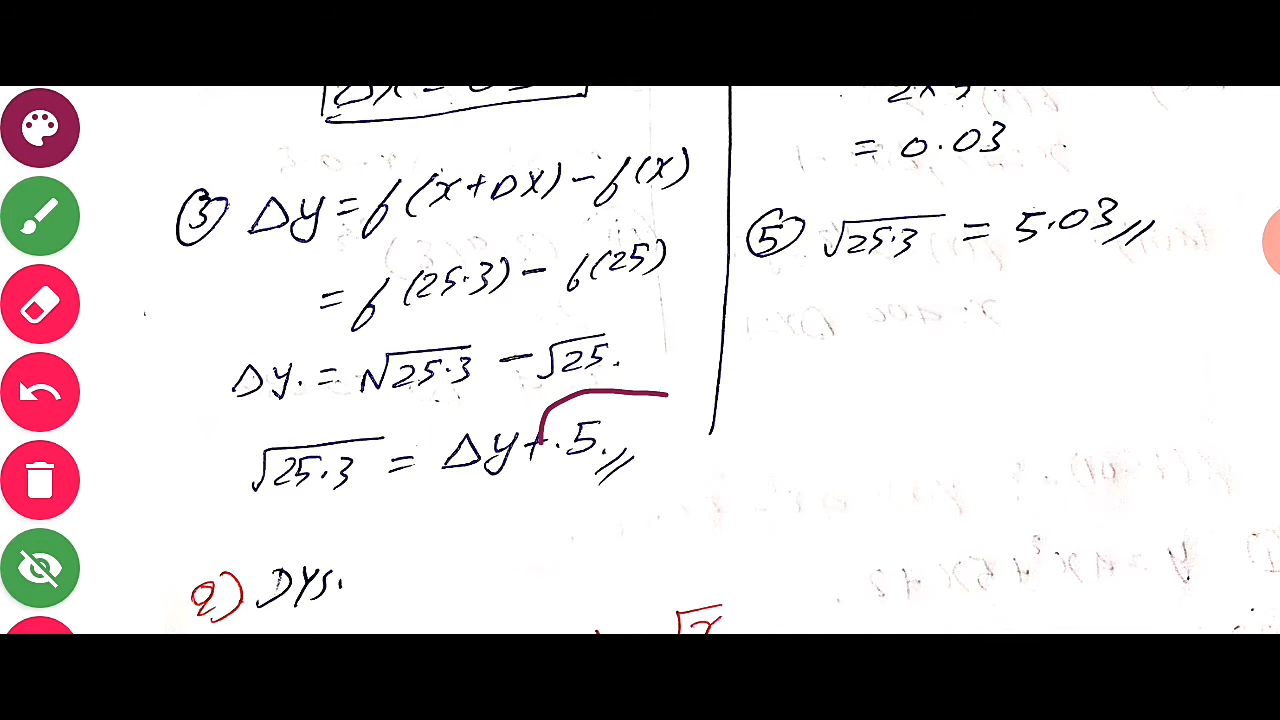 ③ Δy = f(x+Δx) - f(x)
= f(25.3) - f(25)
Δy. = √25.3 - √25.
√25.3 = Δy + .5.//
2) Dys.
√x
= 0.03
⑤ √25.3 = 5.03//